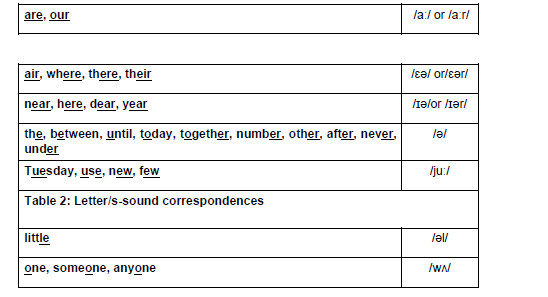 are, our /aː/ or /aːr/
air, where, there, their /ɛə/ or/ɛər/
near, here, dear, year /ɪə/or /ɪər/
the, between, until, today, together, number, other, after, never, /ə/
under
Tuesday, use, new, few /juː/
Table 2: Letter/s-sound correspondences
little /əl/
one, someone, anyone /wʌ/